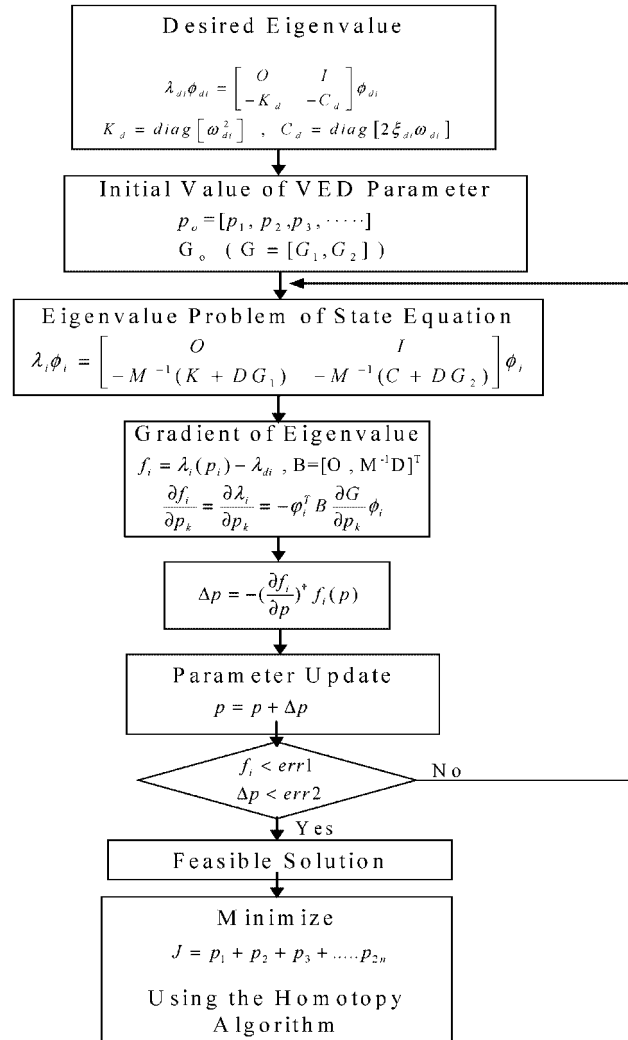 Desired Eigenvalue
λ_di ϕ_di = [ O I ; −K_d −C_d ] ϕ_di
K_d = diag[ω_di^2] , C_d = diag[2ξ_di ω_di]
Initial Value of VED Parameter
p_o=[p_1, p_2, p_3, ·····]
G_o ( G = [G_1, G_2] )
Eigenvalue Problem of State Equation
λ_i ϕ_i = [ O I ; −M^-1(K + DG_1) −M^-1(C + DG_2) ] ϕ_i
Gradient of Eigenvalue
f_i = λ_i(p_i) − λ_di , B=[O , M^-1D]^T
∂f_i/∂p_k = ∂λ_i/∂p_k = −φ_i^T B ∂G/∂p_k ϕ_i
Δp = −(∂f_i/∂p)^+ f_i(p)
Parameter Update
p = p + Δp
f_i < err1
Δp < err2
No
Yes
Feasible Solution
Minimize
J = p_1 + p_2 + p_3 + .....p_2n
Using the Homotopy
Algorithm